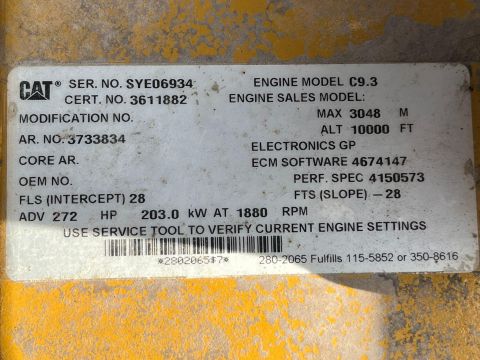 CAT® SER. NO. SYE06934 ENGINE MODEL C9.3
CERT. NO. 3611882 ENGINE SALES MODEL:
MODIFICATION NO. MAX 3048 M
ALT 10000 FT
AR. NO. 3733834 ELECTRONICS GP
CORE AR. ECM SOFTWARE 4674147
OEM NO. PERF. SPEC 4150573
FLS (INTERCEPT) 28 FTS (SLOPE) -28
ADV 272 HP 203.0 kW AT 1880 RPM
USE SERVICE TOOL TO VERIFY CURRENT ENGINE SETTINGS
280-2065 Fulfills 115-5852 or 350-8616